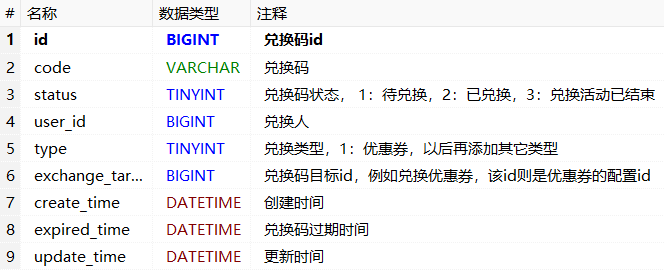 # 名称 数据类型 注释
1 id BIGINT 兑换码id
2 code VARCHAR 兑换码
3 status TINYINT 兑换码状态， 1：待兑换，2：已兑换，3：兑换活动已结束
4 user_id BIGINT 兑换人
5 type TINYINT 兑换类型，1：优惠券，以后再添加其它类型
6 exchange_tar... BIGINT 兑换码目标id，例如兑换优惠券，该id则是优惠券的配置id
7 create_time DATETIME 创建时间
8 expired_time DATETIME 兑换码过期时间
9 update_time DATETIME 更新时间